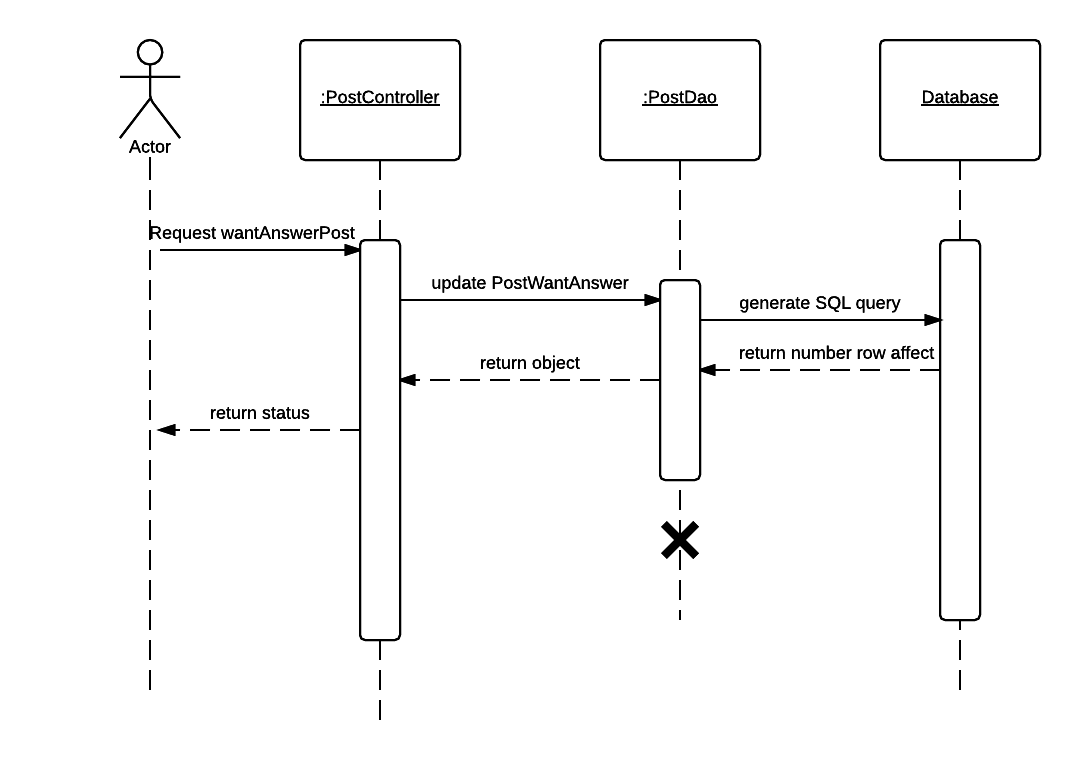 :PostController
:PostDao
Database
Actor
Request wantAnswerPost
update PostWantAnswer
generate SQL query
return number row affect
return object
return status